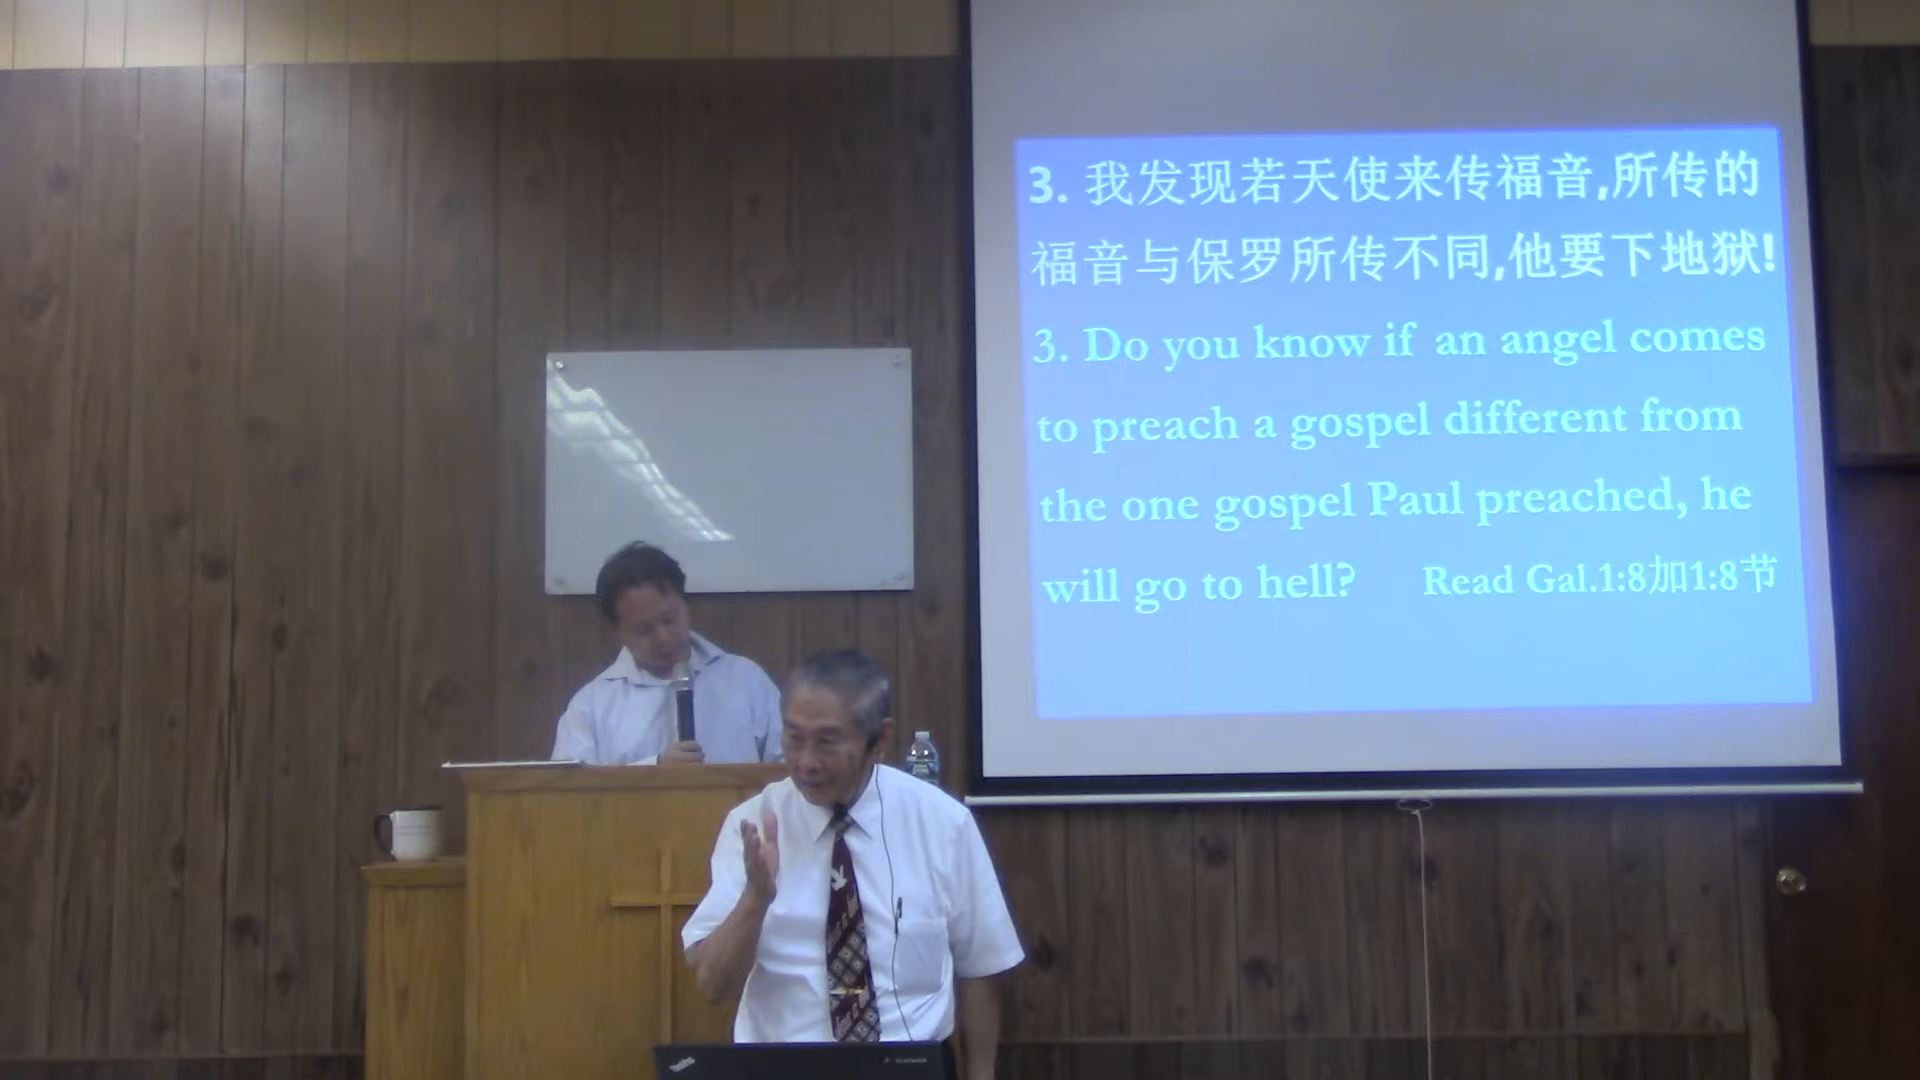 3. 我发现若天使来传福音,所传的
福音与保罗所传不同,他要下地狱!
3. Do you know if an angel comes
to preach a gospel different from
the one gospel Paul preached, he
will go to hell? Read Gal.1:8加1:8节